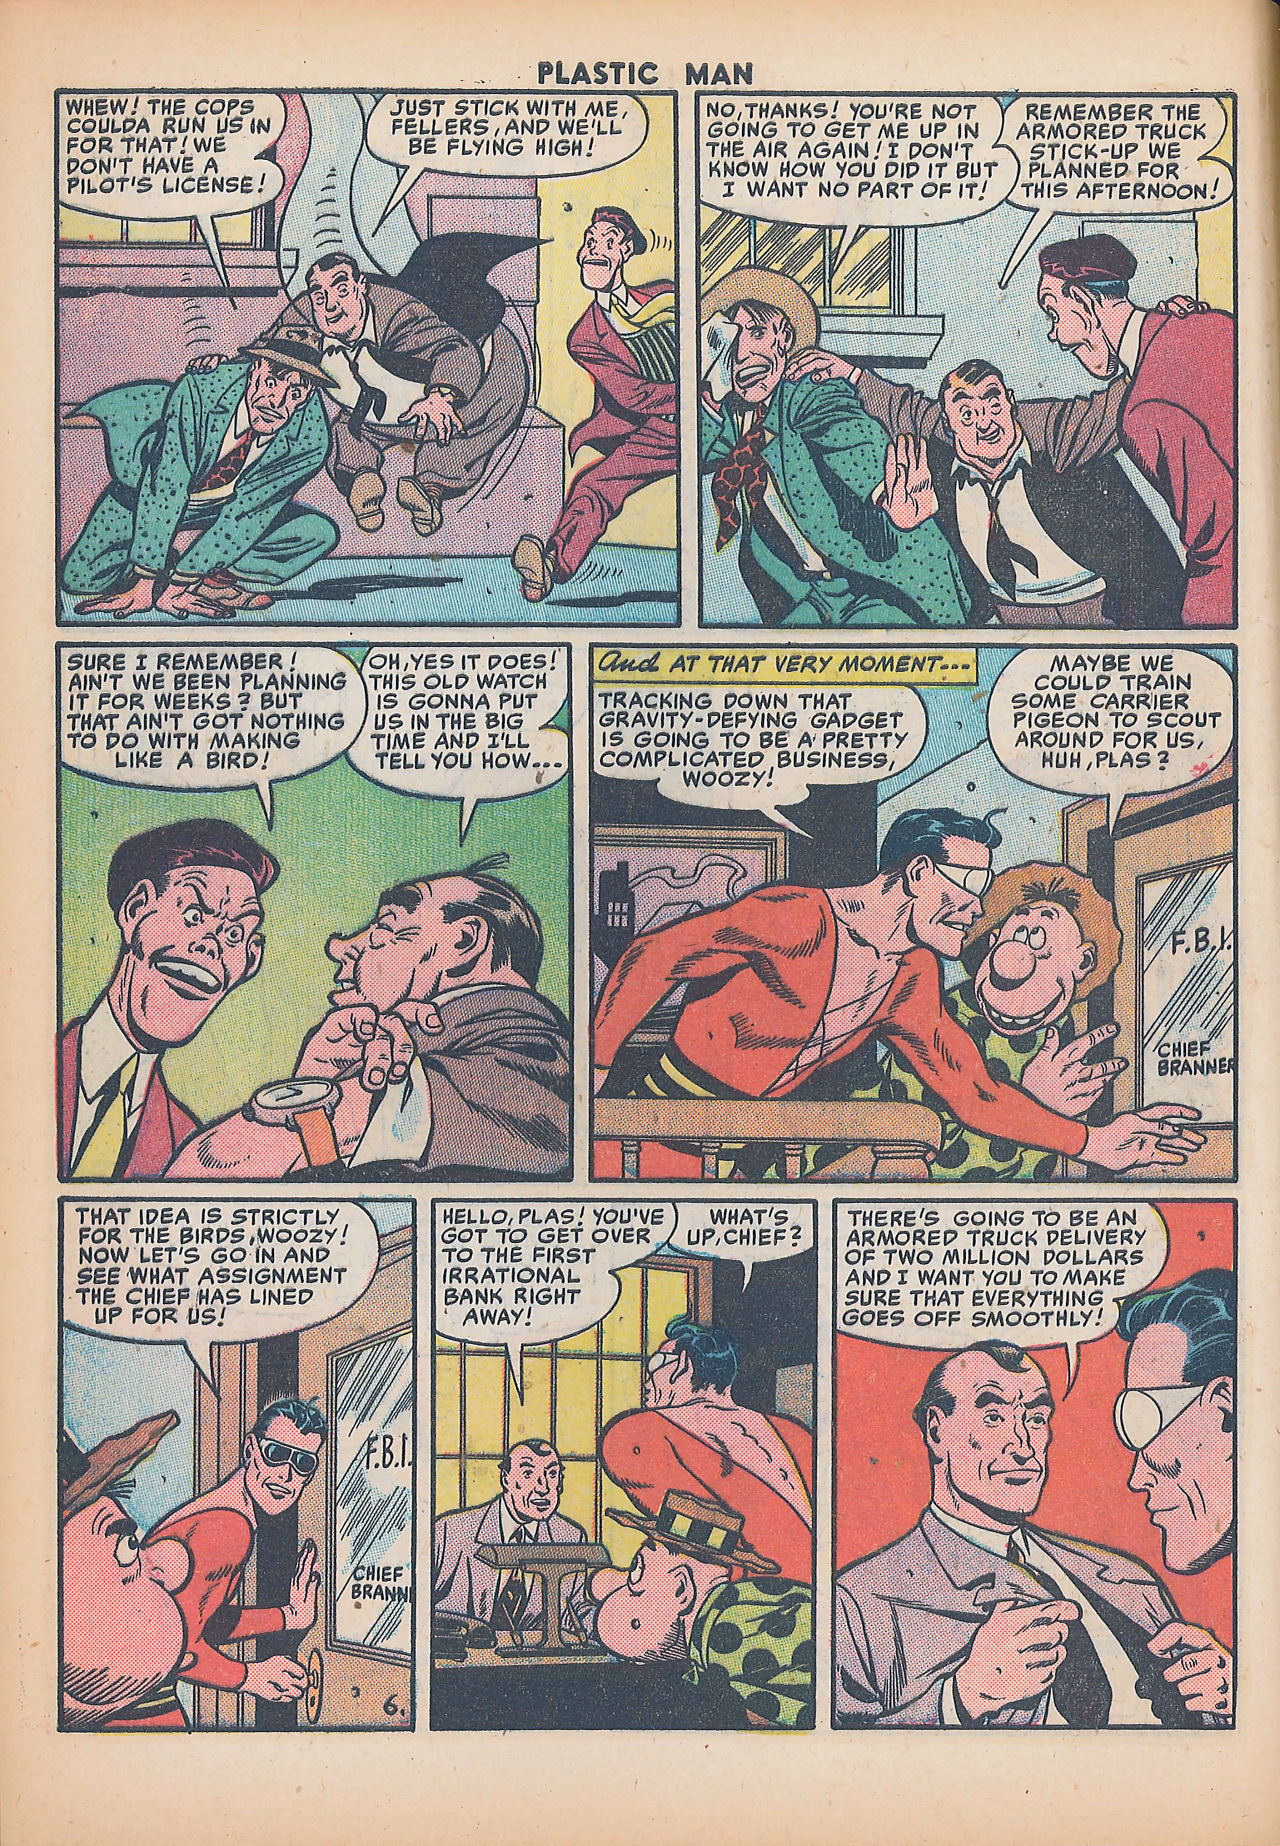 PLASTIC MAN
WHEW! THE COPS
COULDA RUN US IN
FOR THAT! WE
DON'T HAVE A
PILOT'S LICENSE!
JUST STICK WITH ME,
FELLERS, AND WE'LL
BE FLYING HIGH!
NO, THANKS! YOU'RE NOT
GOING TO GET ME UP IN
THE AIR AGAIN! I DON'T
KNOW HOW YOU DID IT BUT
I WANT NO PART OF IT!
REMEMBER THE
ARMORED TRUCK
STICK-UP WE
PLANNED FOR
THIS AFTERNOON!
SURE I REMEMBER!
AIN'T WE BEEN PLANNING
IT FOR WEEKS? BUT
THAT AIN'T GOT NOTHING
TO DO WITH MAKING
LIKE A BIRD!
OH, YES IT DOES!
THIS OLD WATCH
IS GONNA PUT
US IN THE BIG
TIME AND I'LL
TELL YOU HOW...
And AT THAT VERY MOMENT...
TRACKING DOWN THAT
GRAVITY-DEFYING GADGET
IS GOING TO BE A PRETTY
COMPLICATED BUSINESS,
WOOZY!
MAYBE WE
COULD TRAIN
SOME CARRIER
PIGEON TO SCOUT
AROUND FOR US,
HUH, PLAS?
F.B.I.
CHIEF
BRANNER
THAT IDEA IS STRICTLY
FOR THE BIRDS, WOOZY!
NOW LET'S GO IN AND
SEE WHAT ASSIGNMENT
THE CHIEF HAS LINED
UP FOR US!
F.B.I.
CHIEF
BRANN
6.
HELLO, PLAS! YOU'VE
GOT TO GET OVER
TO THE FIRST
IRRATIONAL
BANK RIGHT
AWAY!
WHAT'S
UP, CHIEF?
THERE'S GOING TO BE AN
ARMORED TRUCK DELIVERY
OF TWO MILLION DOLLARS
AND I WANT YOU TO MAKE
SURE THAT EVERYTHING
GOES OFF SMOOTHLY!